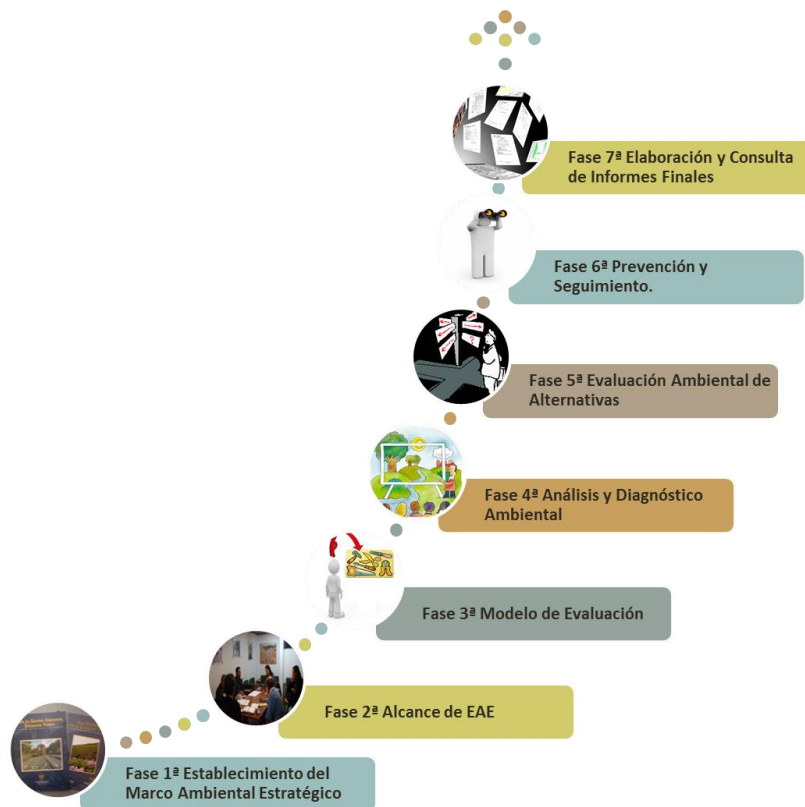 Fase 7ª Elaboración y Consulta
de Informes Finales
Fase 6ª Prevención y
Seguimiento.
Fase 5ª Evaluación Ambiental de
Alternativas
Fase 4ª Análisis y Diagnóstico
Ambiental
Fase 3ª Modelo de Evaluación
Fase 2ª Alcance de EAE
Fase 1ª Establecimiento del
Marco Ambiental Estratégico